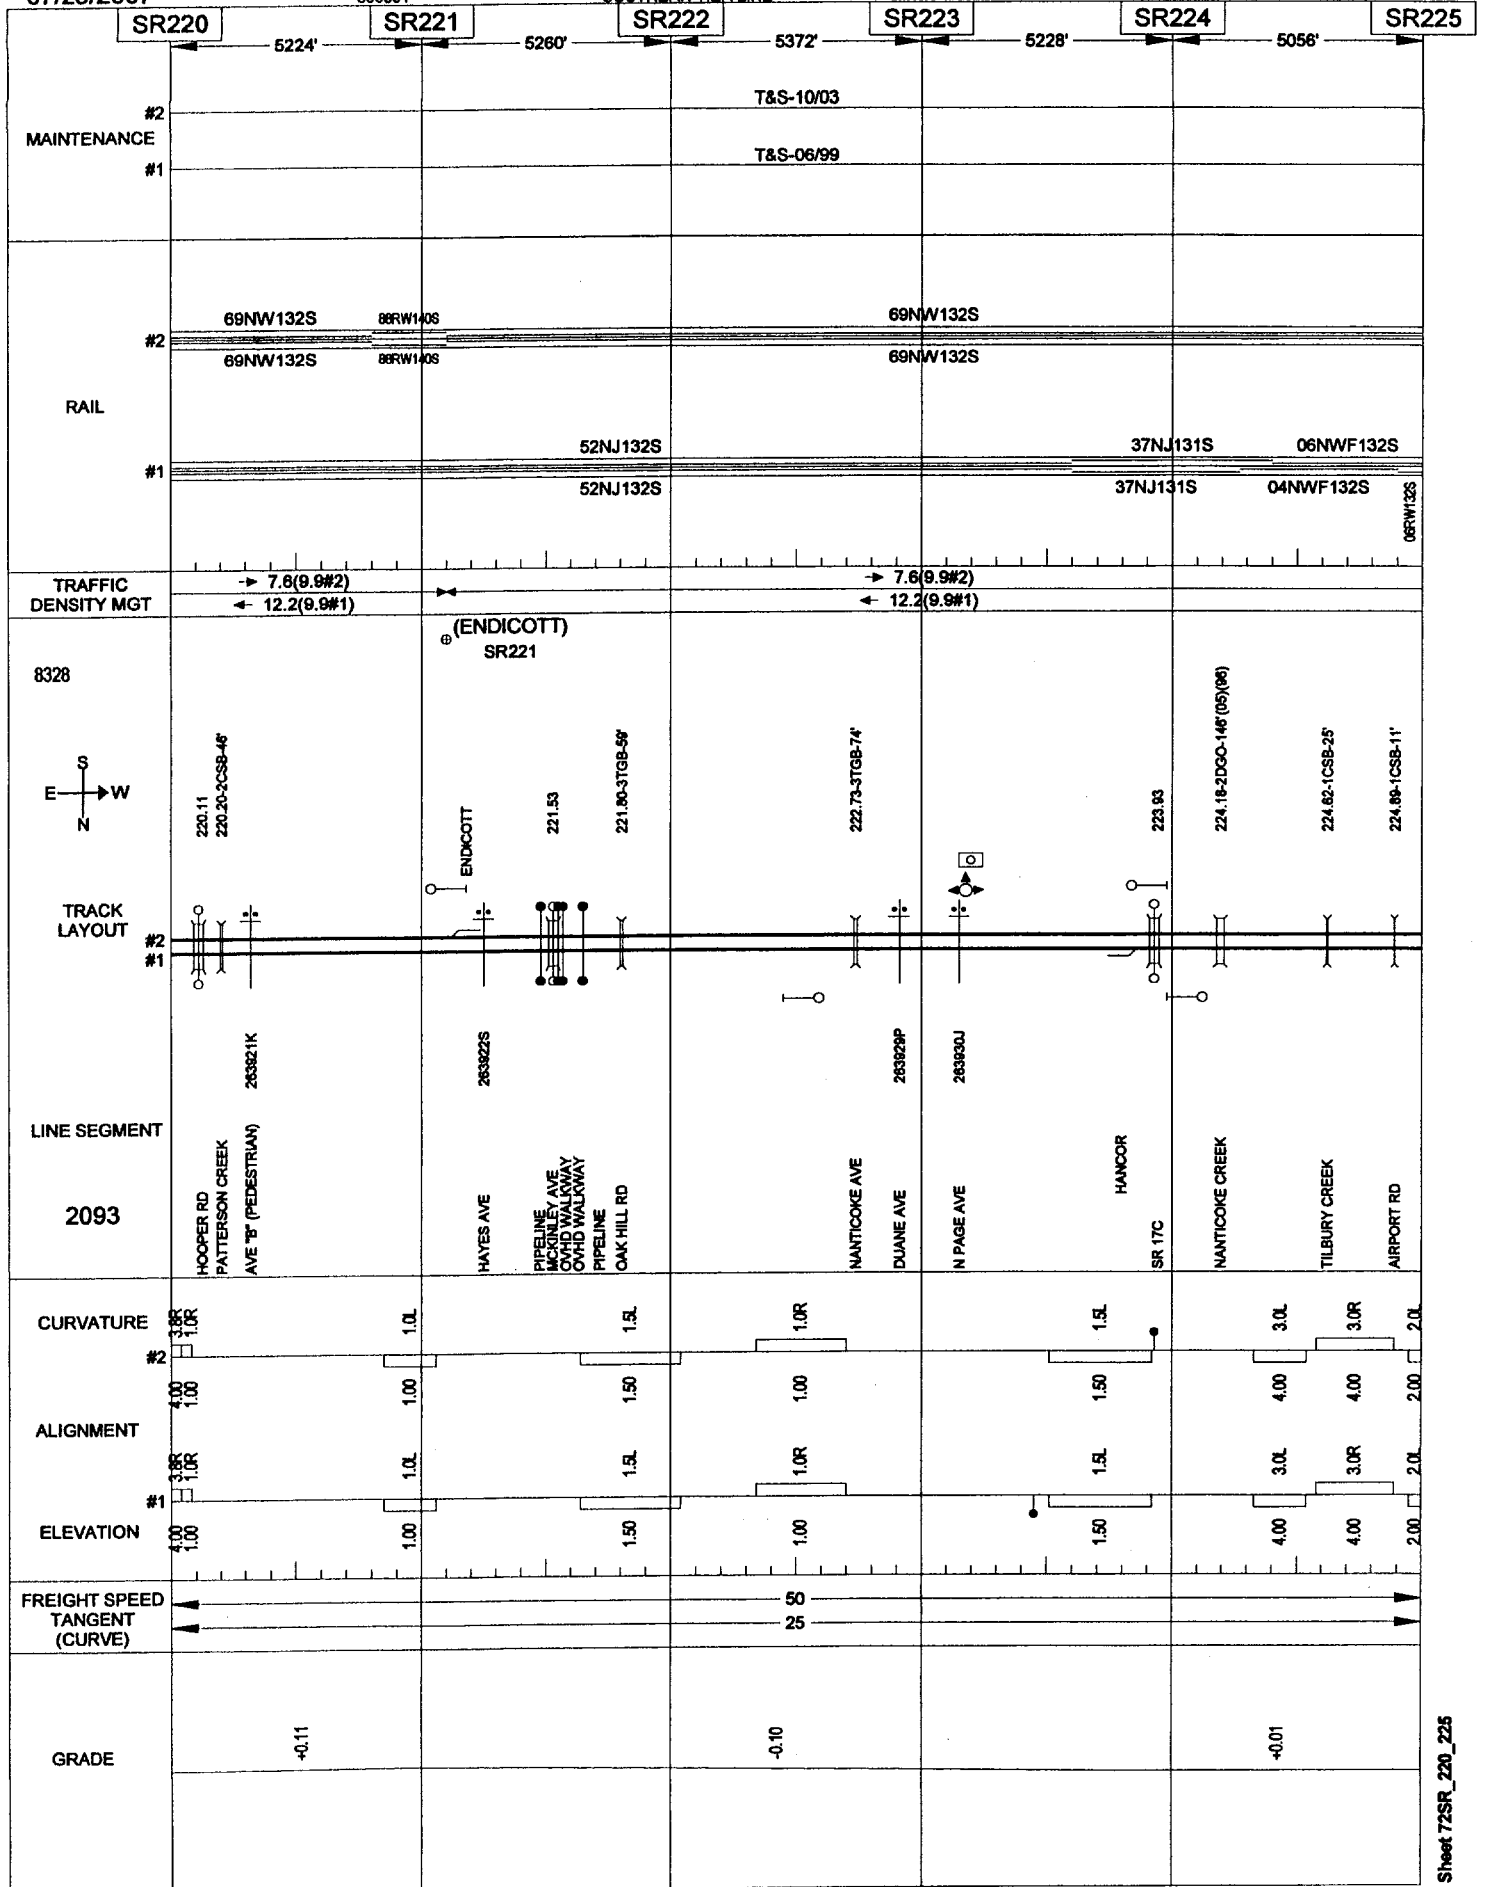 SR220
SR221
SR222
SR223
SR224
SR225
5224'
5260'
5372'
5228'
5056'
#2
T&S-10/03
MAINTENANCE
#1
T&S-06/99
69NW132S
88RW140S
69NW132S
#2
69NW132S
88RW140S
69NW132S
RAIL
52NJ132S
37NJ131S
06NWF132S
#1
52NJ132S
37NJ131S
04NWF132S
06RW132S
TRAFFIC
DENSITY MGT
7.6(9.9#2)
7.6(9.9#2)
12.2(9.9#1)
12.2(9.9#1)
(ENDICOTT)
SR221
8328
S
E
W
N
220.11
220.20-2CSB-46'
ENDICOTT
221.53
221.80-3TGB-59'
222.73-3TGB-74'
223.93
224.18-2DGO-146'(05)(96)
224.62-1CSB-25'
224.89-1CSB-11'
TRACK
LAYOUT
#2
#1
263921K
263922S
263929P
263930J
LINE SEGMENT
2093
HOOPER RD
PATTERSON CREEK
AVE "B" (PEDESTRIAN)
HAYES AVE
PIPELINE
MCKINLEY AVE
OVHD WALKWAY
OVHD WALKWAY
PIPELINE
OAK HILL RD
NANTICOKE AVE
DUANE AVE
N PAGE AVE
HANCOR
SR 17C
NANTICOKE CREEK
TILBURY CREEK
AIRPORT RD
CURVATURE
3.8R
1.0R
1.0L
1.5L
1.0R
1.5L
3.0L
3.0R
2.0L
#2
4.00
1.00
1.00
1.50
1.00
1.50
4.00
4.00
2.00
ALIGNMENT
3.8R
1.0R
1.0L
1.5L
1.0R
1.5L
3.0L
3.0R
2.0L
#1
ELEVATION
4.00
1.00
1.00
1.50
1.00
1.50
4.00
4.00
2.00
FREIGHT SPEED
TANGENT
(CURVE)
50
25
GRADE
+0.11
-0.10
+0.01
Sheet 72SR_220_225